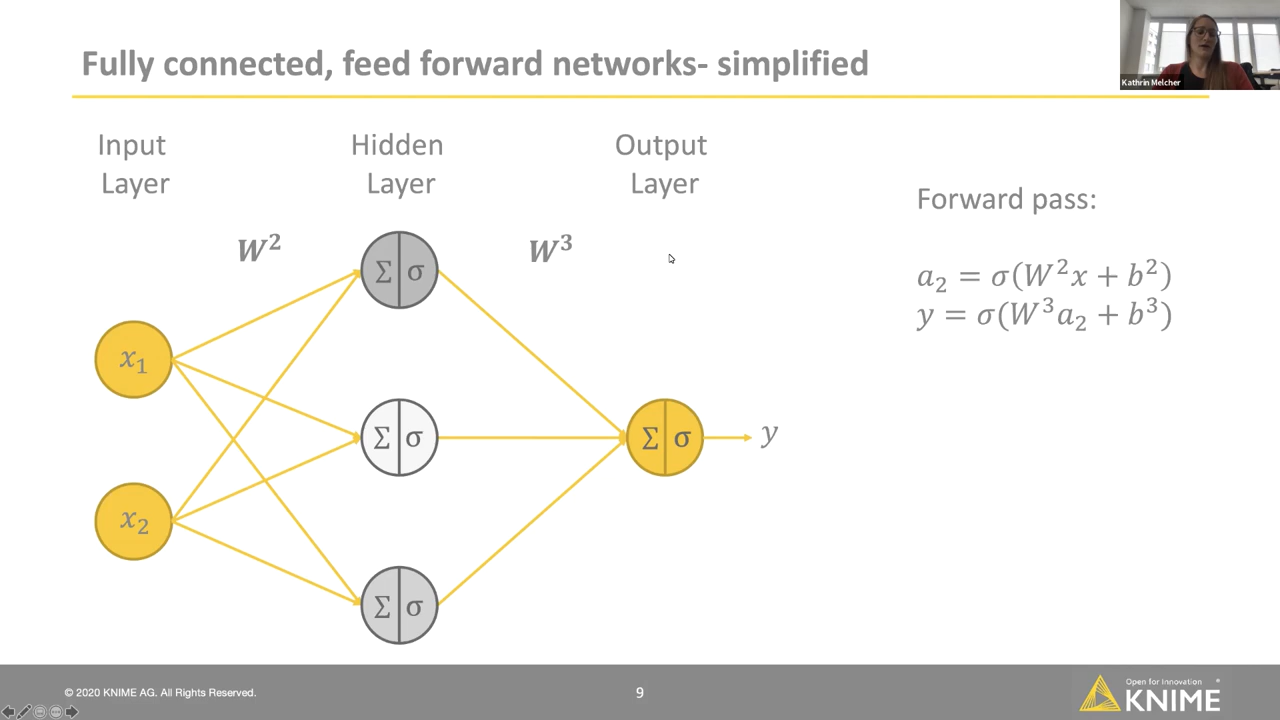 Fully connected, feed forward networks- simplified
Kathrin Melcher
Input
Layer
Hidden
Layer
Output
Layer
Forward pass:
W²
W³
a₂ = σ(W²x + b²)
y = σ(W³a₂ + b³)
Σ σ
x₁
Σ σ
Σ σ
y
x₂
Σ σ
© 2020 KNIME AG. All Rights Reserved.
9
Open for Innovation ®
KNIME